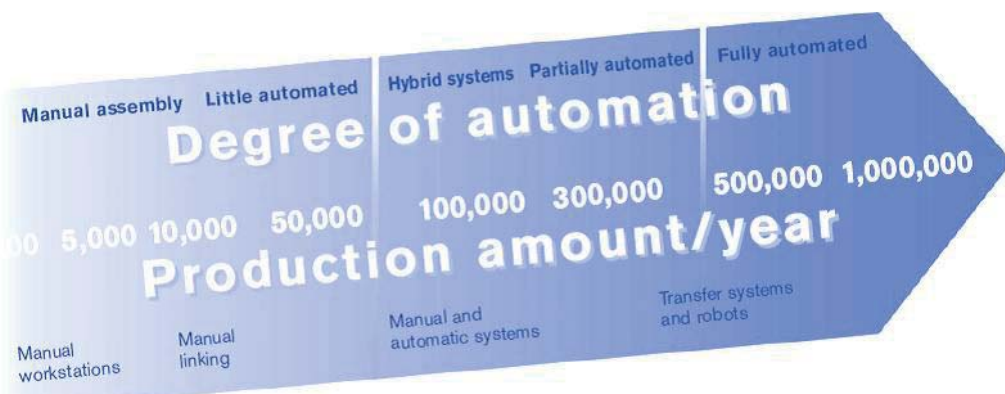 Manual assembly Little automated Hybrid systems Partially automated Fully automated
Degree of automation
5,000 10,000 50,000 100,000 300,000 500,000 1,000,000
Production amount/year
Manual
workstations
Manual
linking
Manual and
automatic systems
Transfer systems
and robots